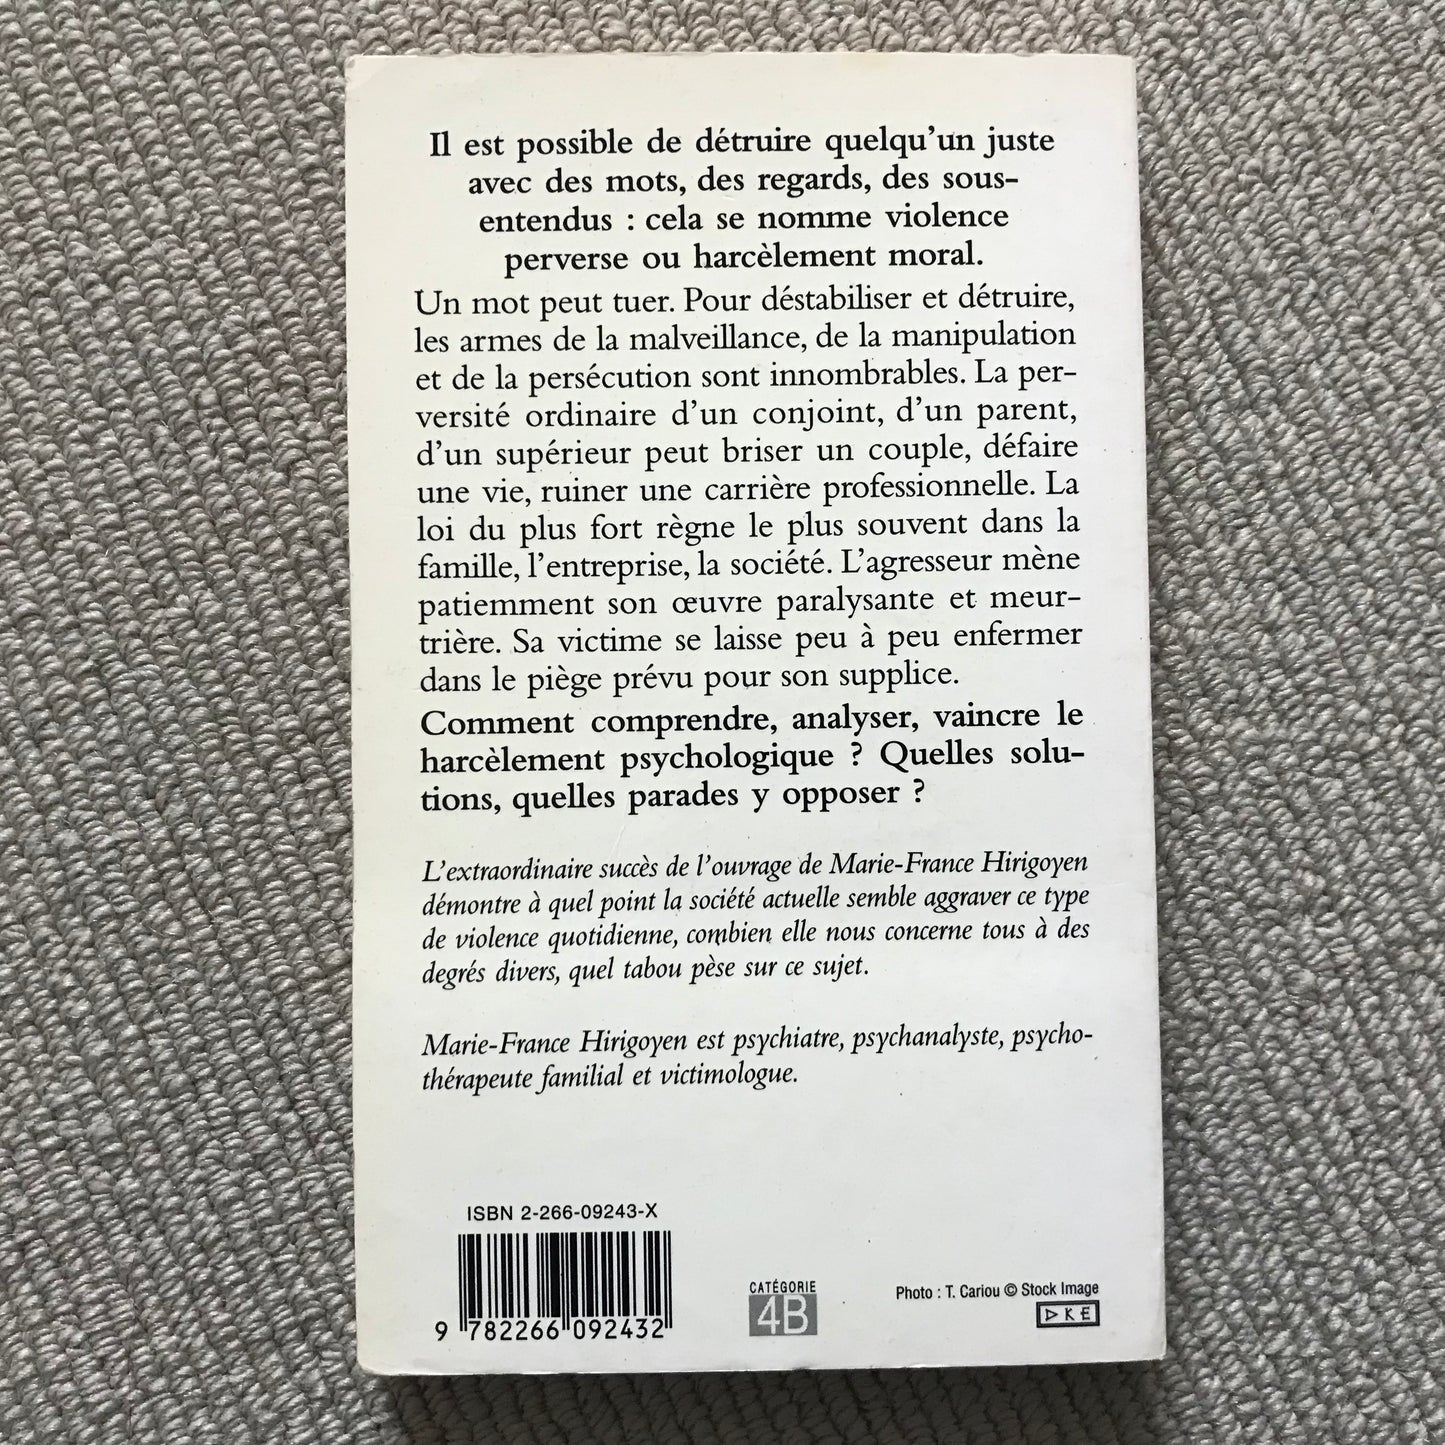 Il est possible de détruire quelqu'un juste
avec des mots, des regards, des sous-
entendus : cela se nomme violence
perverse ou harcèlement moral.
Un mot peut tuer. Pour déstabiliser et détruire,
les armes de la malveillance, de la manipulation
et de la persécution sont innombrables. La per-
versité ordinaire d'un conjoint, d'un parent,
d'un supérieur peut briser un couple, défaire
une vie, ruiner une carrière professionnelle. La
loi du plus fort règne le plus souvent dans la
famille, l'entreprise, la société. L'agresseur mène
patiemment son œuvre paralysante et meur-
trière. Sa victime se laisse peu à peu enfermer
dans le piège prévu pour son supplice.
Comment comprendre, analyser, vaincre le
harcèlement psychologique ? Quelles solu-
tions, quelles parades y opposer ?
L'extraordinaire succès de l'ouvrage de Marie-France Hirigoyen
démontre à quel point la société actuelle semble aggraver ce type
de violence quotidienne, combien elle nous concerne tous à des
degrés divers, quel tabou pèse sur ce sujet.
Marie-France Hirigoyen est psychiatre, psychanalyste, psycho-
thérapeute familial et victimologue.
ISBN 2-266-09243-X
9 782266 092432
CATÉGORIE
4B
Photo : T. Cariou © Stock Image
DKE